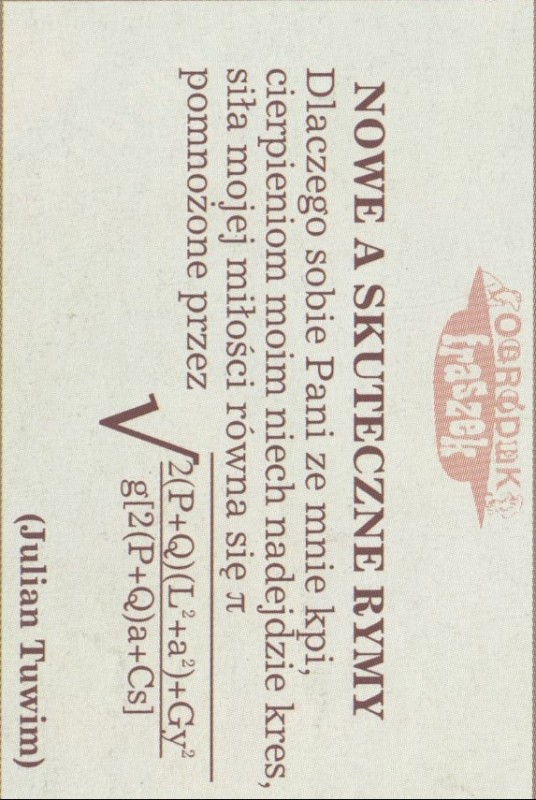 OGRÓDEK
fraszek
NOWE A SKUTECZNE RYMY
Dlaczego sobie Pani ze mnie kpi,
cierpieniom moim niech nadejdzie kres,
siła mojej miłości równa się π
pomnożone przez √
2(P+Q)(L²+a²)+Gy²
g[2(P+Q)a+Cs]
(Julian Tuwim)